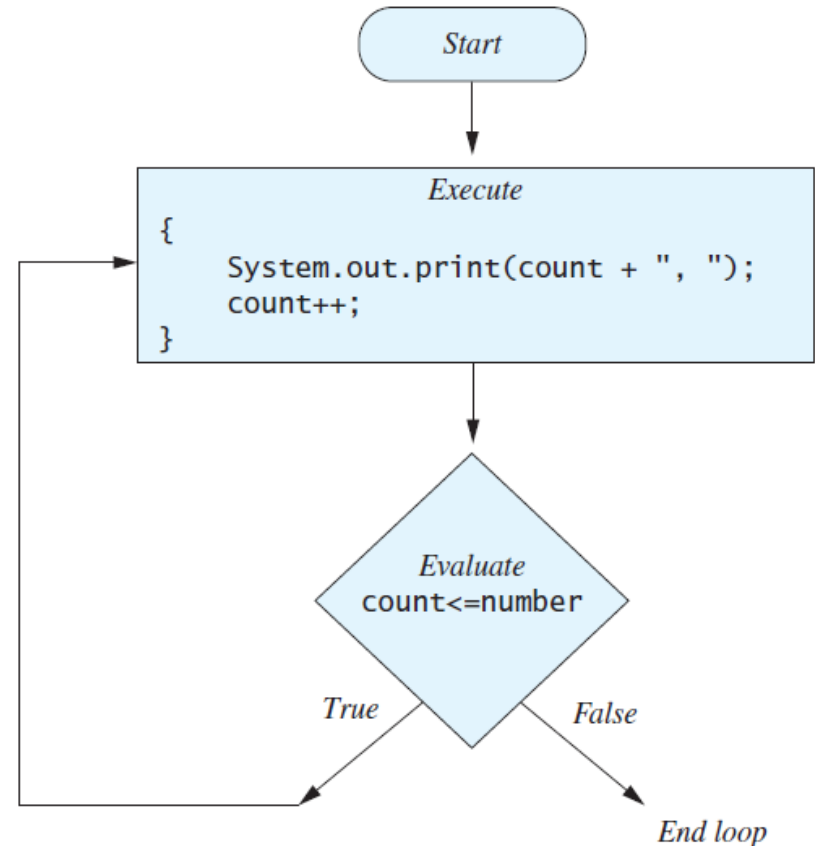 Start
Execute
{
System.out.print(count + ", ");
count++;
}
Evaluate
count<=number
True
False
End loop